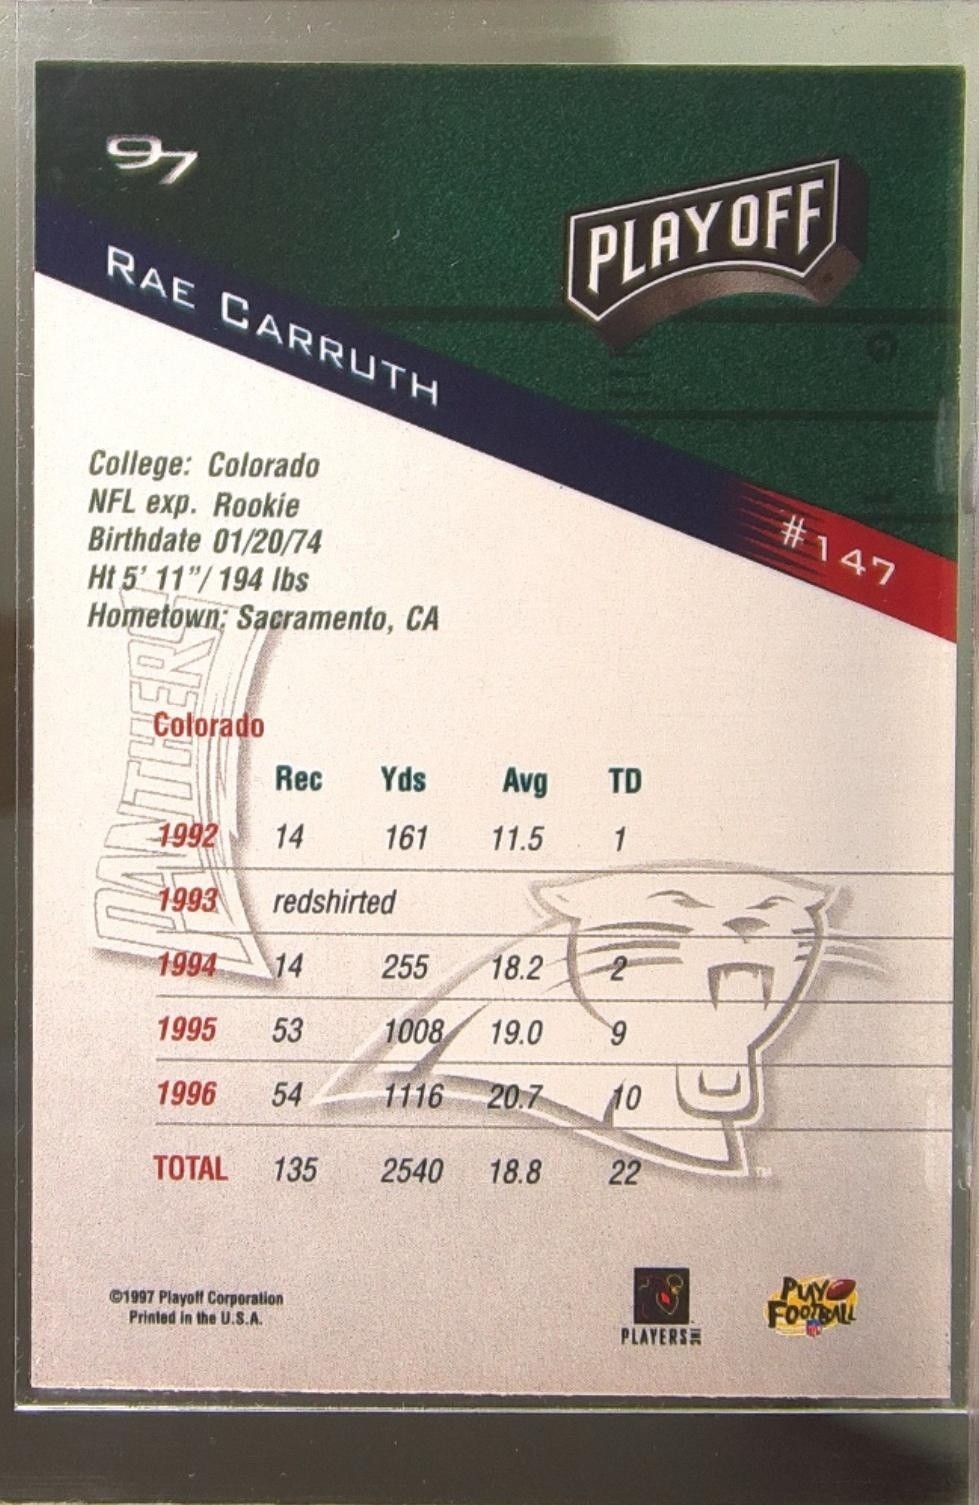 97
PLAYOFF
RAE CARRUTH
#147
College: Colorado
NFL exp. Rookie
Birthdate 01/20/74
Ht 5' 11"/ 194 lbs
Hometown: Sacramento, CA
PANTHERS
Colorado
Rec Yds Avg TD
1992 14 161 11.5 1
1993 redshirted
1994 14 255 18.2 2
1995 53 1008 19.0 9
1996 54 1116 20.7 10
TOTAL 135 2540 18.8 22
TM
©1997 Playoff Corporation
Printed in the U.S.A.
PLAYERS INC
PLAY
FOOTBALL
NFL